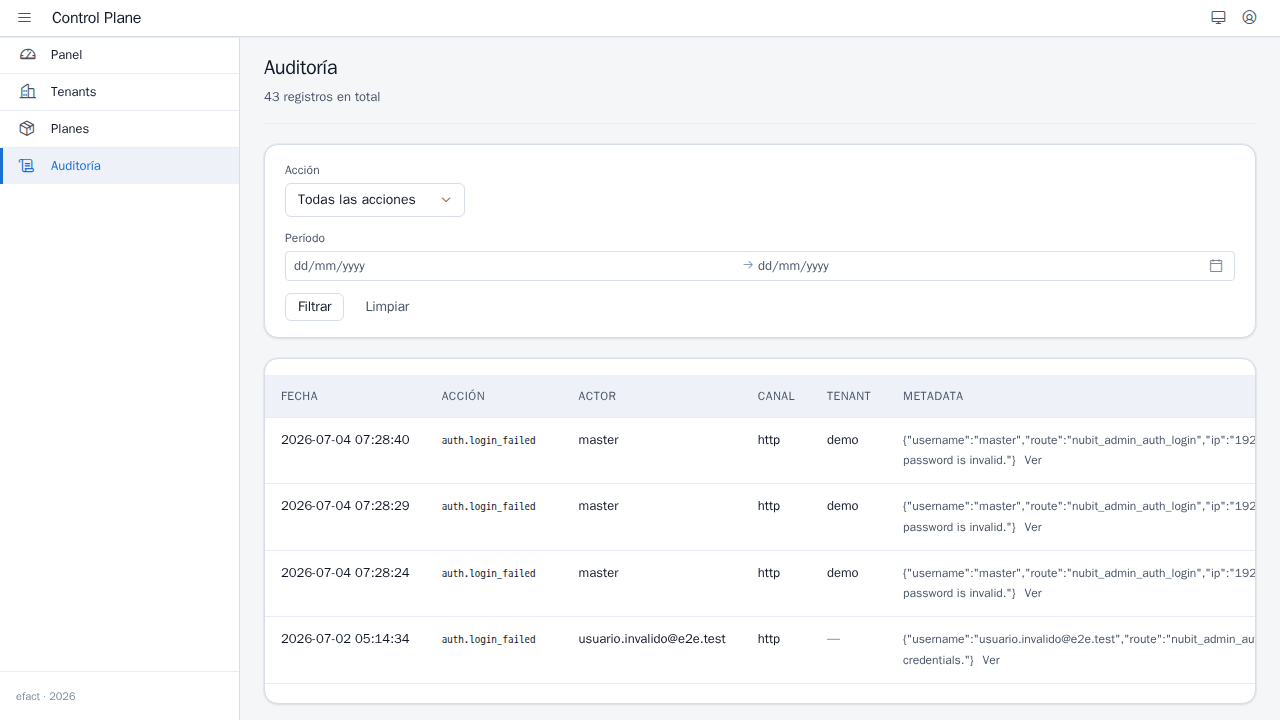 Control Plane
Panel
Tenants
Planes
Auditoría
efact · 2026
Auditoría
43 registros en total
Acción
Todas las acciones
Período
dd/mm/yyyy → dd/mm/yyyy
Filtrar Limpiar
FECHA ACCIÓN ACTOR CANAL TENANT METADATA
2026-07-04 07:28:40 auth.login_failed master http demo {"username":"master","route":"nubit_admin_auth_login","ip":"192
password is invalid."} Ver
2026-07-04 07:28:29 auth.login_failed master http demo {"username":"master","route":"nubit_admin_auth_login","ip":"192
password is invalid."} Ver
2026-07-04 07:28:24 auth.login_failed master http demo {"username":"master","route":"nubit_admin_auth_login","ip":"192
password is invalid."} Ver
2026-07-02 05:14:34 auth.login_failed usuario.invalido@e2e.test http — {"username":"usuario.invalido@e2e.test","route":"nubit_admin_au
credentials."} Ver